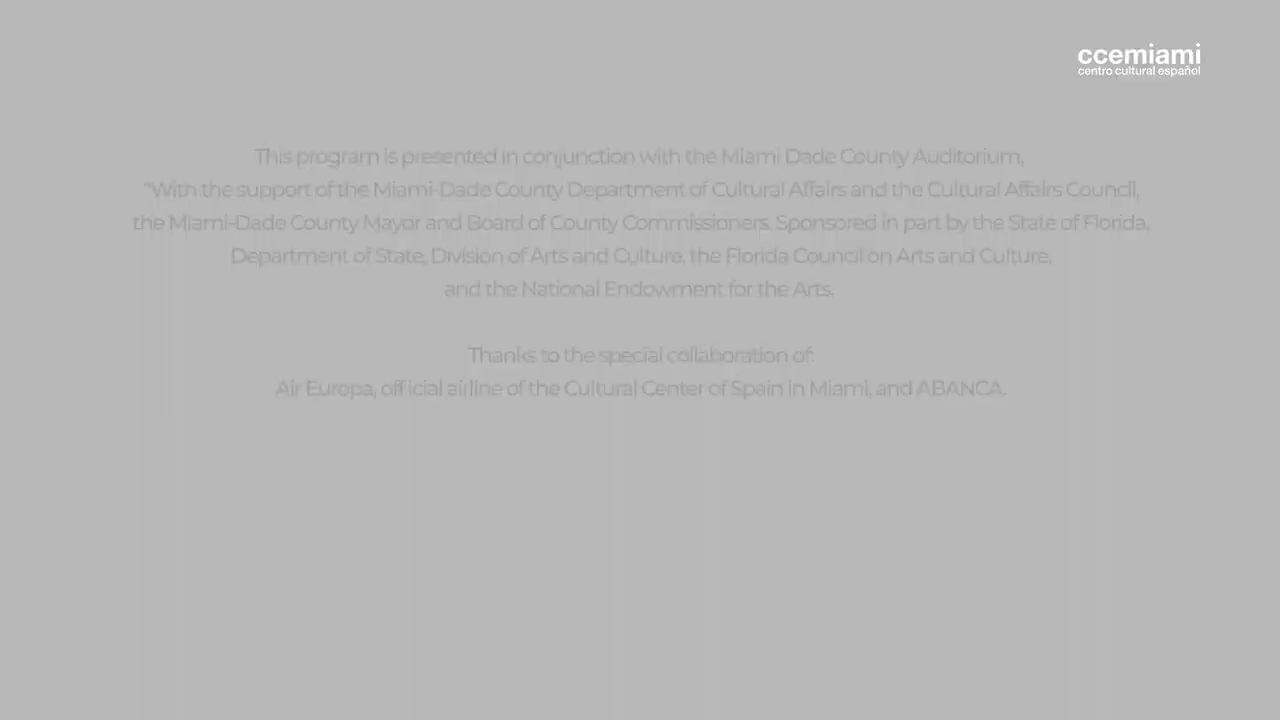 ccemiami
centro cultural español
This program is presented in conjunction with the Miami Dade County Auditorium,
"With the support of the Miami-Dade County Department of Cultural Affairs and the Cultural Affairs Council,
the Miami-Dade County Mayor and Board of County Commissioners. Sponsored in part by the State of Florida,
Department of State, Division of Arts and Culture, the Florida Council on Arts and Culture,
and the National Endowment for the Arts.
Thanks to the special collaboration of:
Air Europa, official airline of the Cultural Center of Spain in Miami, and ABANCA.